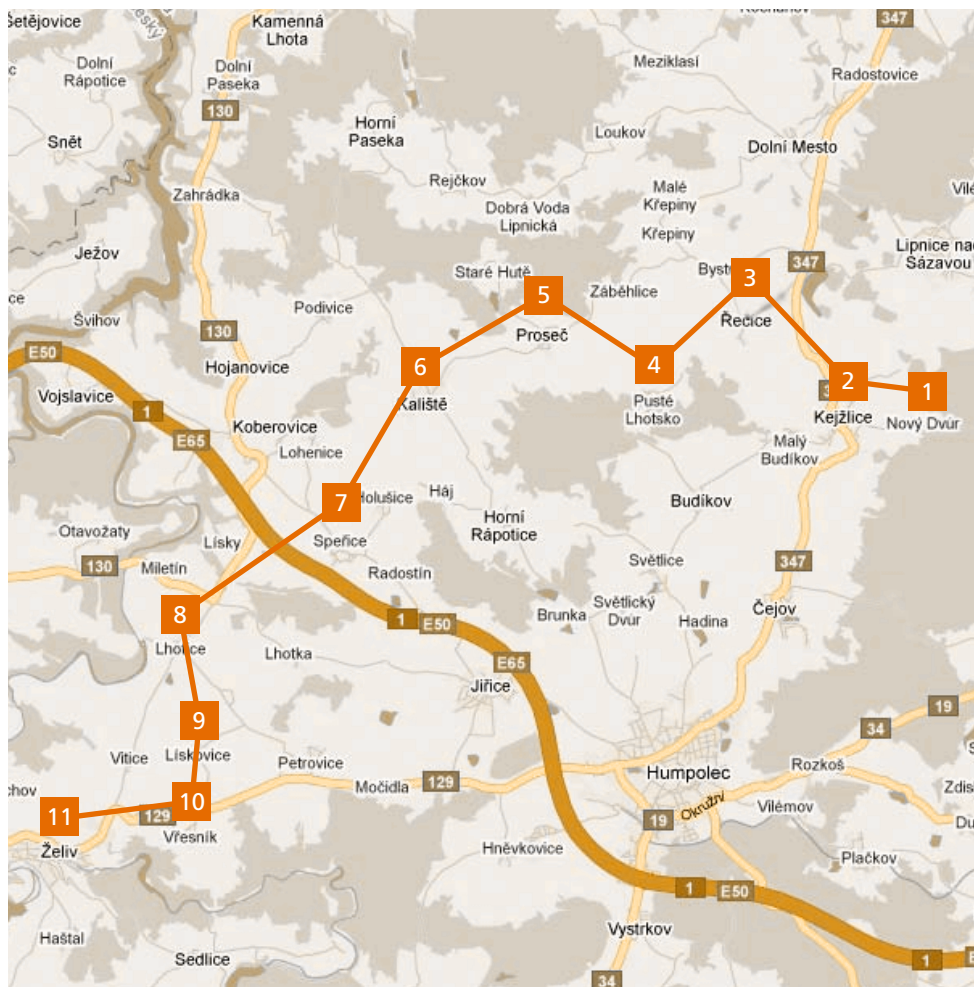 347
Kamenná
Lhota
Dolní
Rápotice
Dolní
Paseka
Meziklasí
Radostovice
130
Horní
Paseka
Loukov
Snět
Dolní Mesto
Zahrádka
Rejčkov
Malé
Křepiny
Dobrá Voda
Lipnická
Křepiny
Ježov
Lipnice
Sázavou
Staré Hutě
347
3
5
Záběhlice
Podivice
Švihov
Řečice
130
Proseč
E50
6
4
Hojanovice
2
1
Vojslavice
Kaliště
Pusté
Lhotsko
1
Kejžlice
Nový Dvůr
Koberovice
E65
Malý
Budíkov
Lohenice
Háj
7
Budíkov
Horní
Rápotice
Otavožaty
Lísky
Speřice
130
Miletín
Radostín
Světlice
347
8
1
E50
Brunka
Světlický
Dvůr
Hadina
Čejov
Lhotka
E65
Jiřice
9
19
34
Vitice
Lískovice
Petrovice
Humpolec
Rozkoš
Močidla
129
10
11
129
19
Okružní
Vilémov
Vřesník
Želiv
Hněvkovice
Plačkov
1
E50
Vystrkov
Haštal
Sedlice
1
34